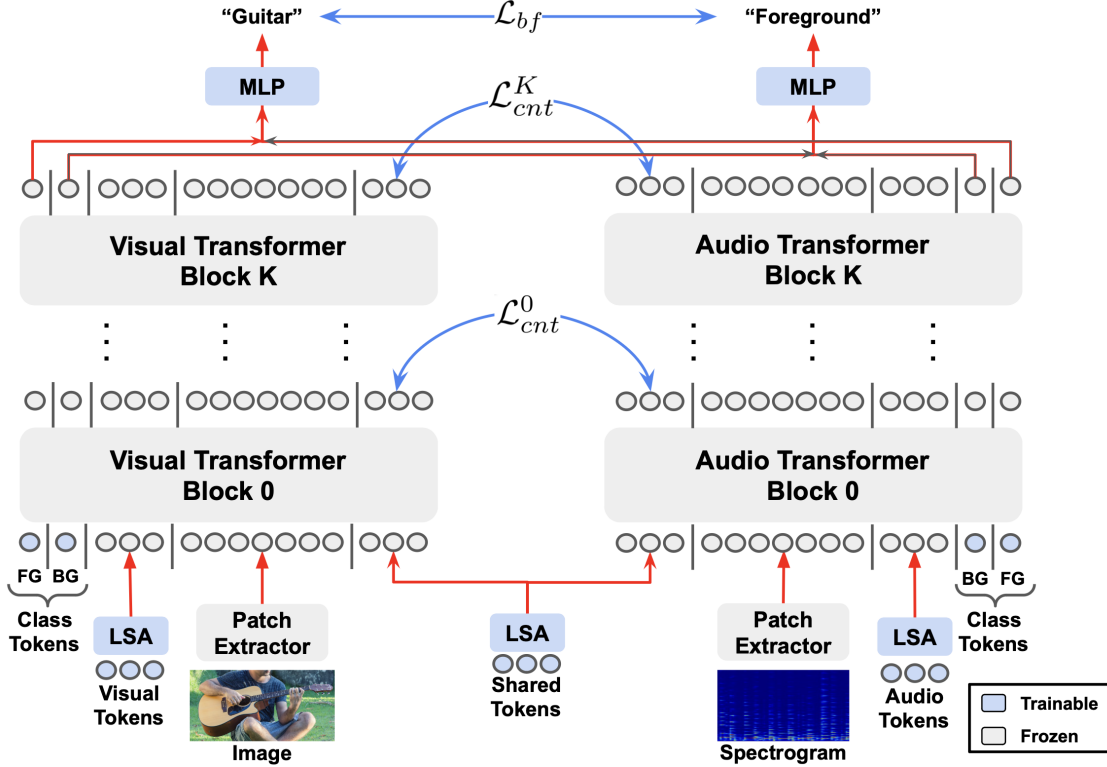 “Guitar”
L_bf
“Foreground”
MLP
MLP
L^K_cnt
Visual Transformer
Block K
Audio Transformer
Block K
L^0_cnt
Visual Transformer
Block 0
Audio Transformer
Block 0
FG
BG
BG
FG
Class
Tokens
LSA
Visual
Tokens
Patch
Extractor
Image
LSA
Shared
Tokens
Patch
Extractor
Spectrogram
LSA
Audio
Tokens
Class
Tokens
Trainable
Frozen